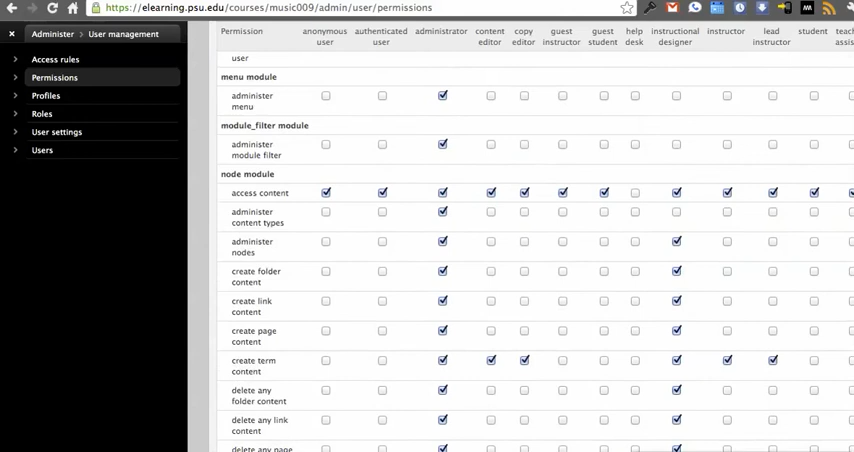 https://elearning.psu.edu/courses/music009/admin/user/permissions
Administer › User management
Access rules
Permissions
Profiles
Roles
User settings
Users
Permission anonymous user authenticated user administrator content editor copy editor guest instructor guest student help desk instructional designer instructor lead instructor student
user
menu module
administer
menu
module_filter module
administer
module filter
node module
access content
administer
content types
administer
nodes
create folder
content
create link
content
create page
content
create term
content
delete any
folder content
delete any link
content
delete any page